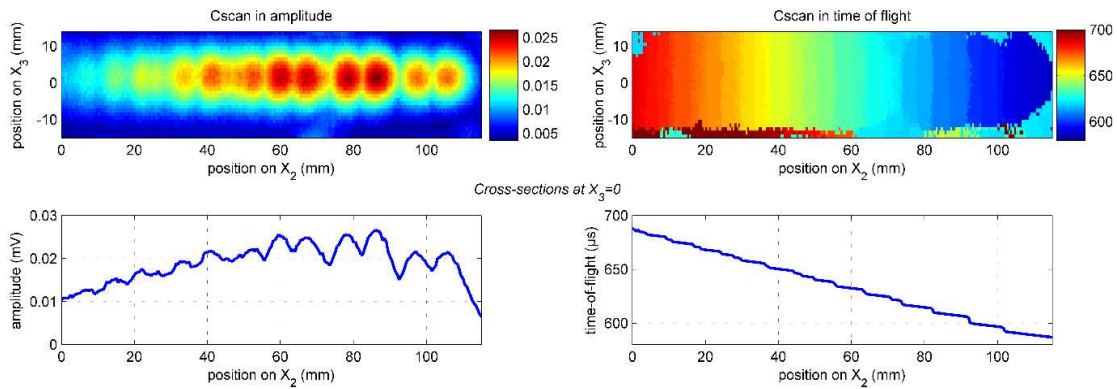 Cscan in amplitude
position on X3 (mm)
10
0
-10
0 20 40 60 80 100
position on X2 (mm)
0.025
0.02
0.015
0.01
0.005
Cscan in time of flight
position on X3 (mm)
10
0
-10
0 20 40 60 80 100
position on X2 (mm)
700
650
600
Cross-sections at X3=0
amplitude (mV)
0.03
0.02
0.01
0
0 20 40 60 80 100
position on X2 (mm)
time-of-flight (µs)
700
650
600
0 20 40 60 80 100
position on X2 (mm)